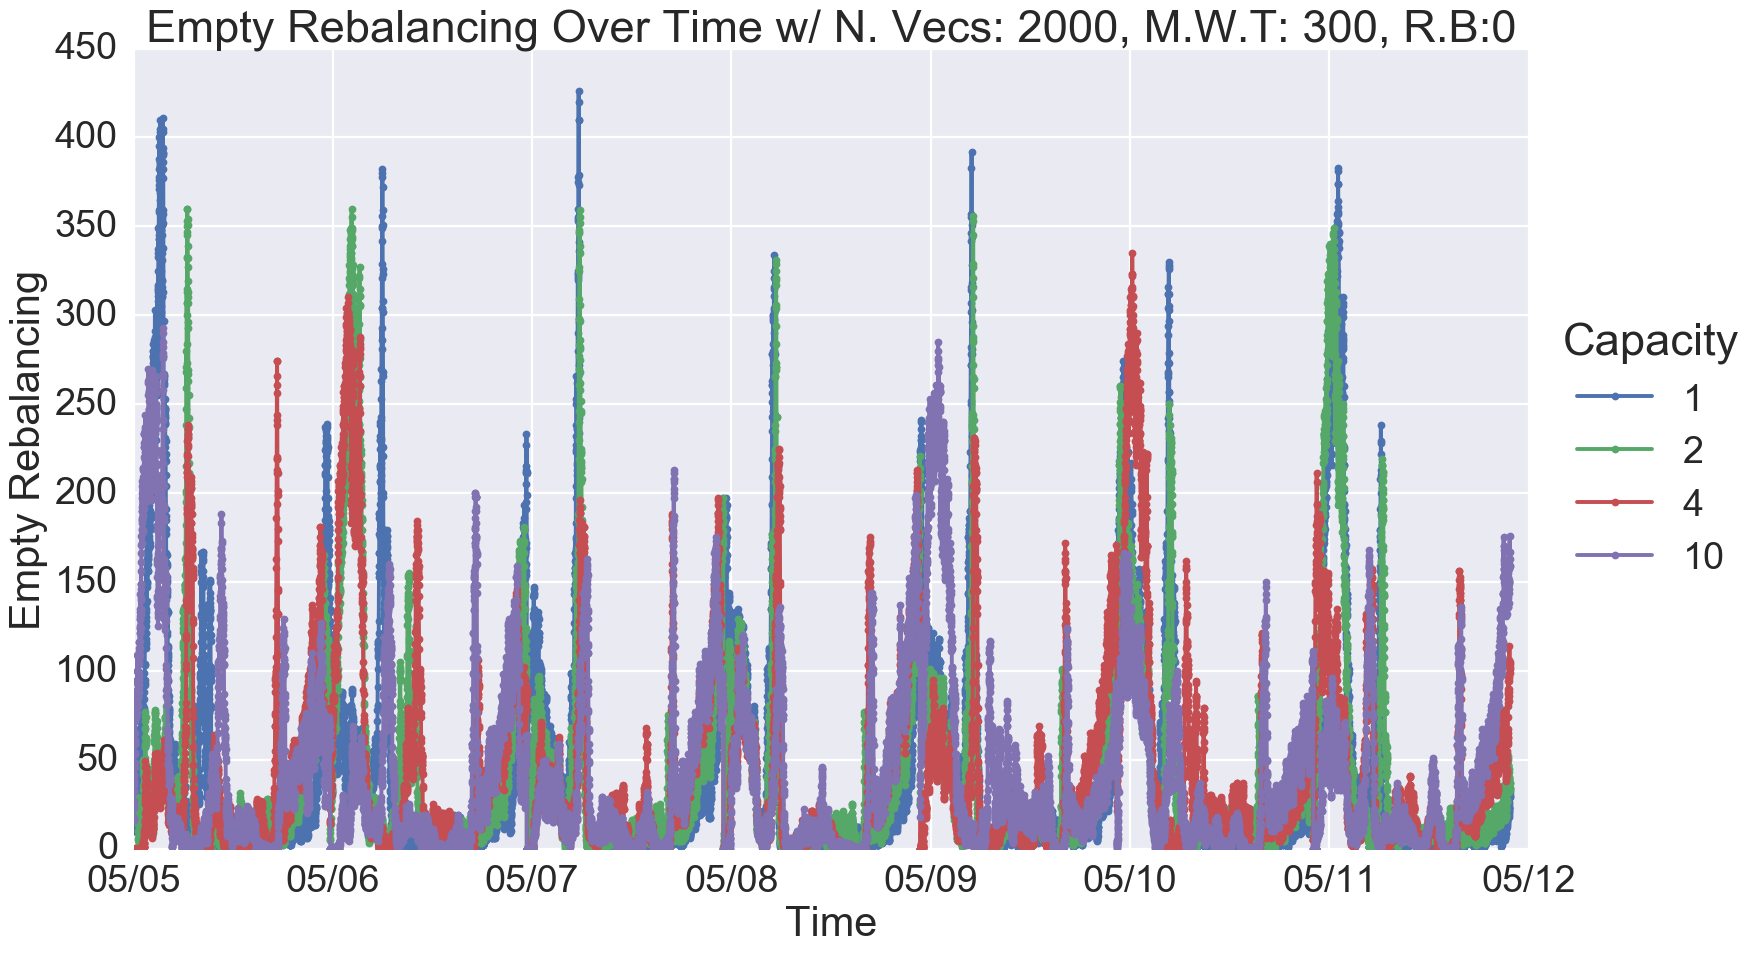 Empty Rebalancing Over Time w/ N. Vecs: 2000, M.W.T: 300, R.B:0
450
400
350
300
250
200
150
100
50
0
Empty Rebalancing
05/05 05/06 05/07 05/08 05/09 05/10 05/11 05/12
Time
Capacity
1
2
4
10